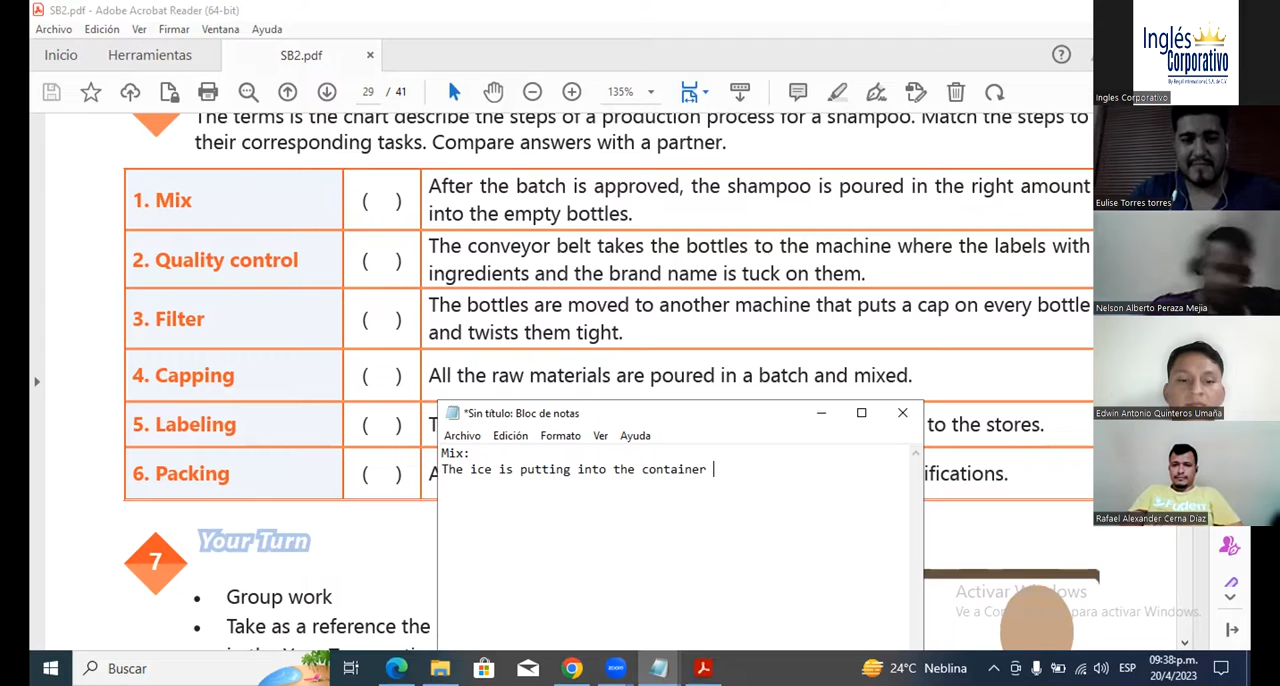 SB2.pdf - Adobe Acrobat Reader (64-bit)
Archivo Edición Ver Firmar Ventana Ayuda
Inicio Herramientas SB2.pdf ×
29 / 41 135%
The terms is the chart describe the steps of a production process for a shampoo. Match the steps to
their corresponding tasks. Compare answers with a partner.
1. Mix ( ) After the batch is approved, the shampoo is poured in the right amount
into the empty bottles.
2. Quality control ( ) The conveyor belt takes the bottles to the machine where the labels with
ingredients and the brand name is tuck on them.
3. Filter ( ) The bottles are moved to another machine that puts a cap on every bottle
and twists them tight.
4. Capping ( ) All the raw materials are poured in a batch and mixed.
5. Labeling ( ) T to the stores.
6. Packing ( ) A ifications.
*Sin título: Bloc de notas
Archivo Edición Formato Ver Ayuda
Mix:
The ice is putting into the container
7 Your Turn
• Group work
• Take as a reference the
Activar Windows
Ve a Con para activar Windows.
Inglés
Corporativo
Ingles Corporativo
Eulise Torres torres
Nelson Alberto Peraza Mejia
Edwin Antonio Quinteros Umaña
Rafael Alexander Cerna Díaz
Buscar
zoom
24°C Neblina
ESP
09:38p.m.
20/4/2023